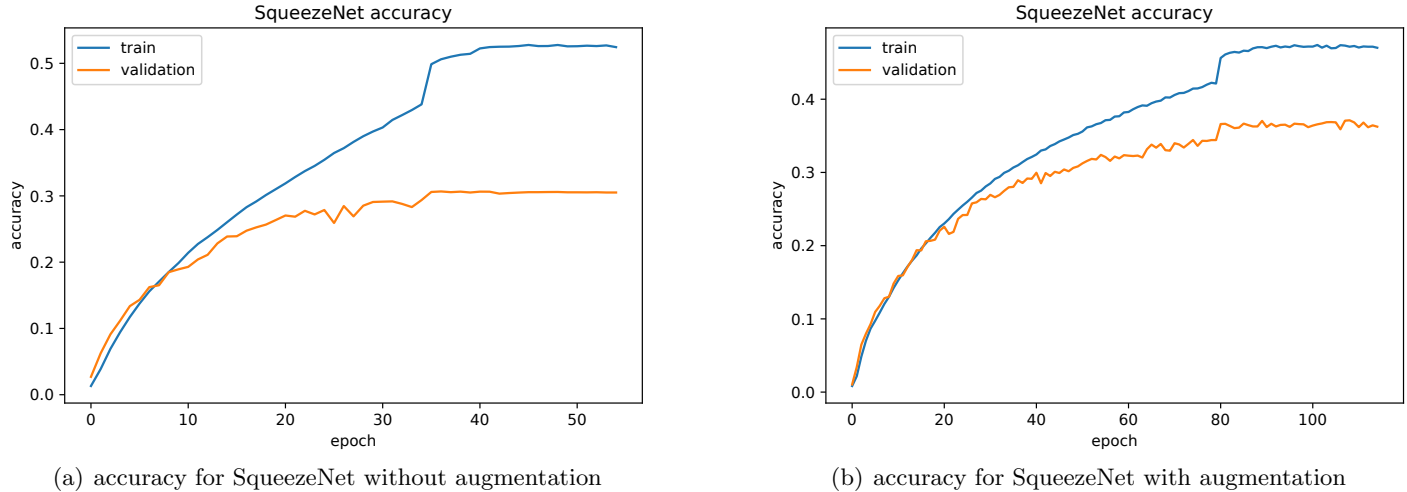 SqueezeNet accuracy
train
validation
accuracy
0.5
0.4
0.3
0.2
0.1
0.0
0
10
20
30
40
50
epoch
(a) accuracy for SqueezeNet without augmentation
SqueezeNet accuracy
train
validation
accuracy
0.4
0.3
0.2
0.1
0.0
0
20
40
60
80
100
epoch
(b) accuracy for SqueezeNet with augmentation